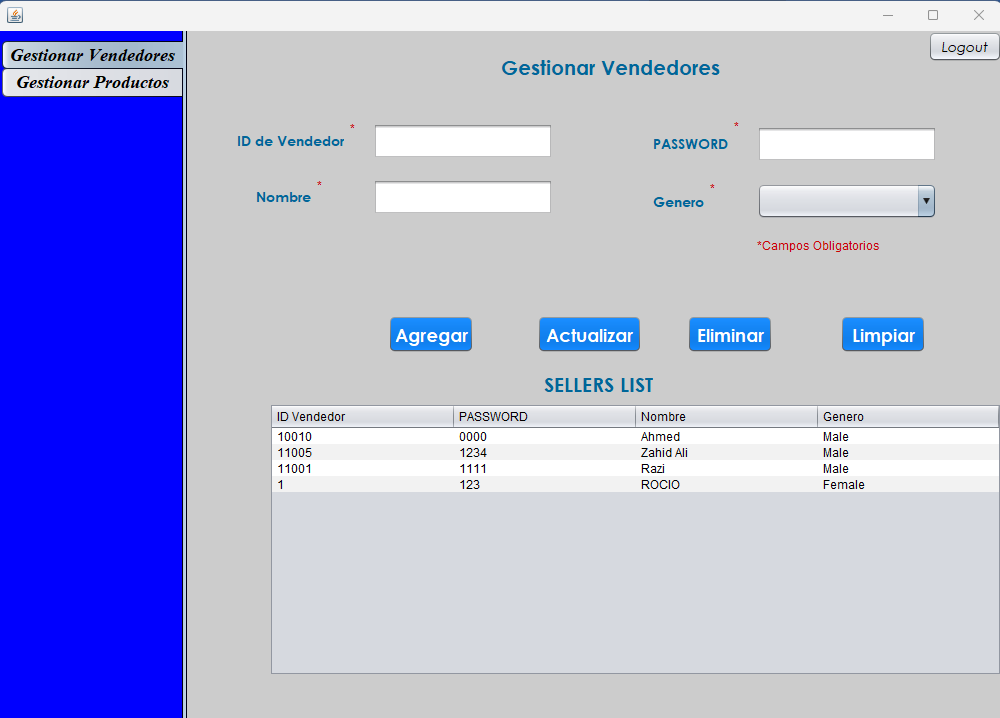 Logout
Gestionar Vendedores
Gestionar Productos
Gestionar Vendedores
ID de Vendedor *
PASSWORD *
Nombre *
Genero *
*Campos Obligatorios
Agregar Actualizar Eliminar Limpiar
SELLERS LIST
ID Vendedor PASSWORD Nombre Genero
10010 0000 Ahmed Male
11005 1234 Zahid Ali Male
11001 1111 Razi Male
1 123 ROCIO Female